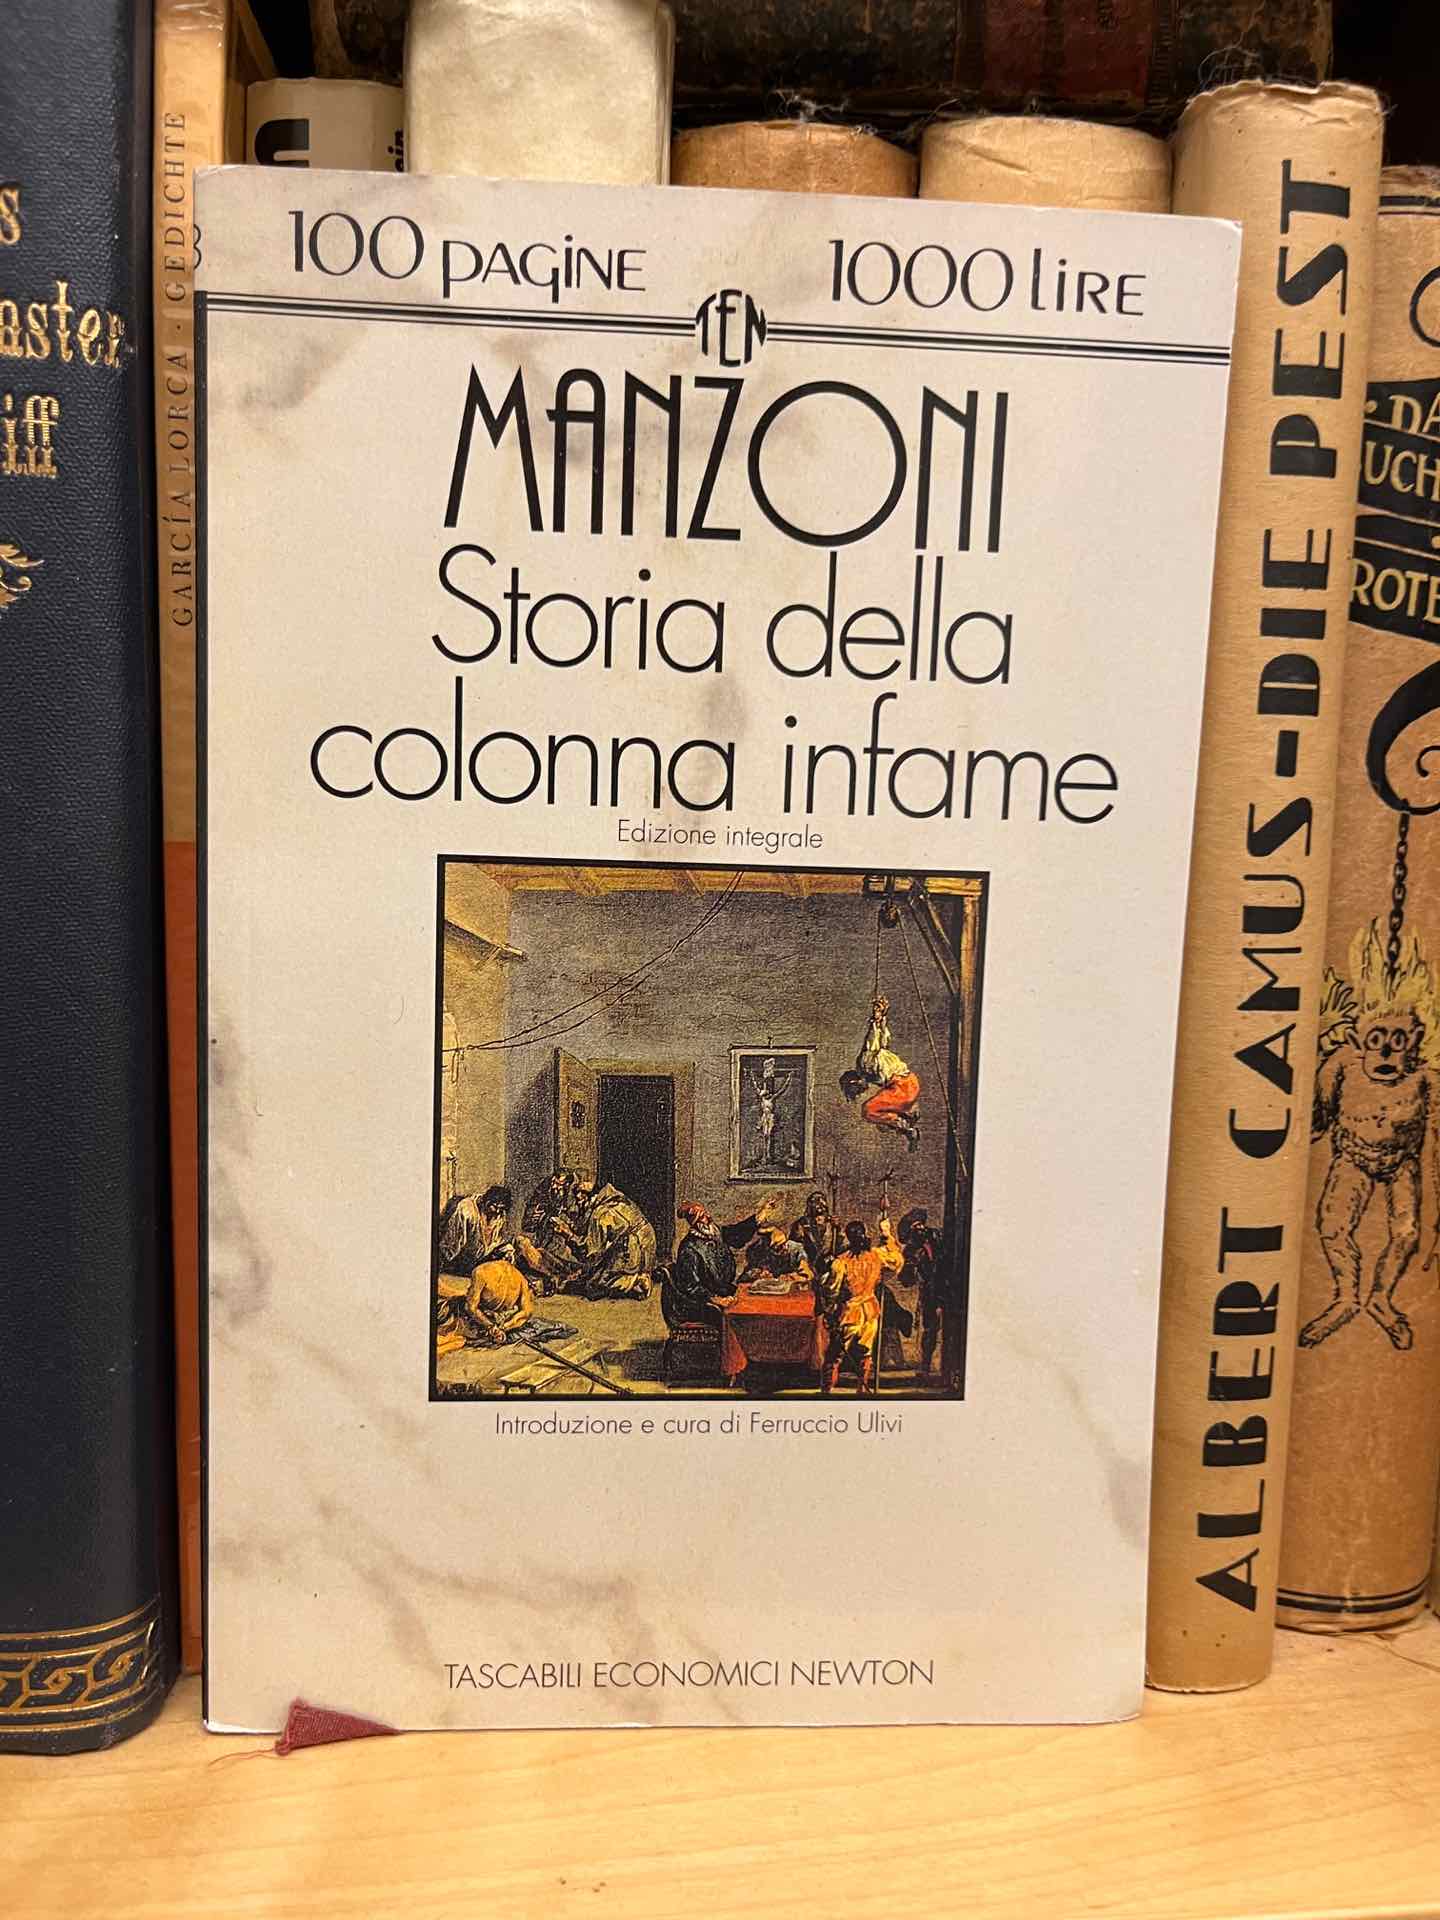 100 PAGiNE 1000 LiRE
TEN
MANZONI
Storia della
colonna infame
Edizione integrale
Introduzione e cura di Ferruccio Ulivi
TASCABILI ECONOMICI NEWTON
GARCÍA LORCA · GEDICHTE
ALBERT CAMUS-DIE PEST